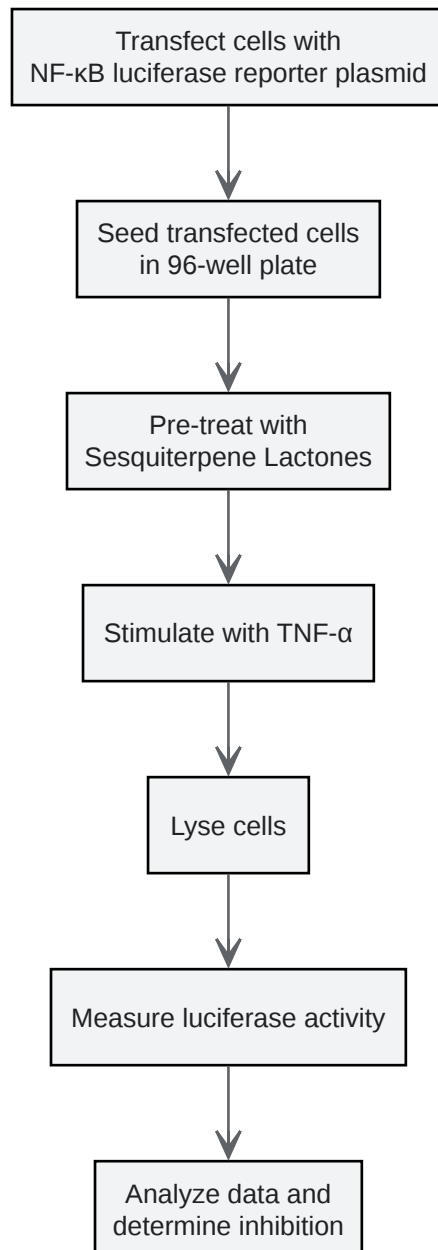 Transfect cells with
NF-κB luciferase reporter plasmid
Seed transfected cells
in 96-well plate
Pre-treat with
Sesquiterpene Lactones
Stimulate with TNF-α
Lyse cells
Measure luciferase activity
Analyze data and
determine inhibition